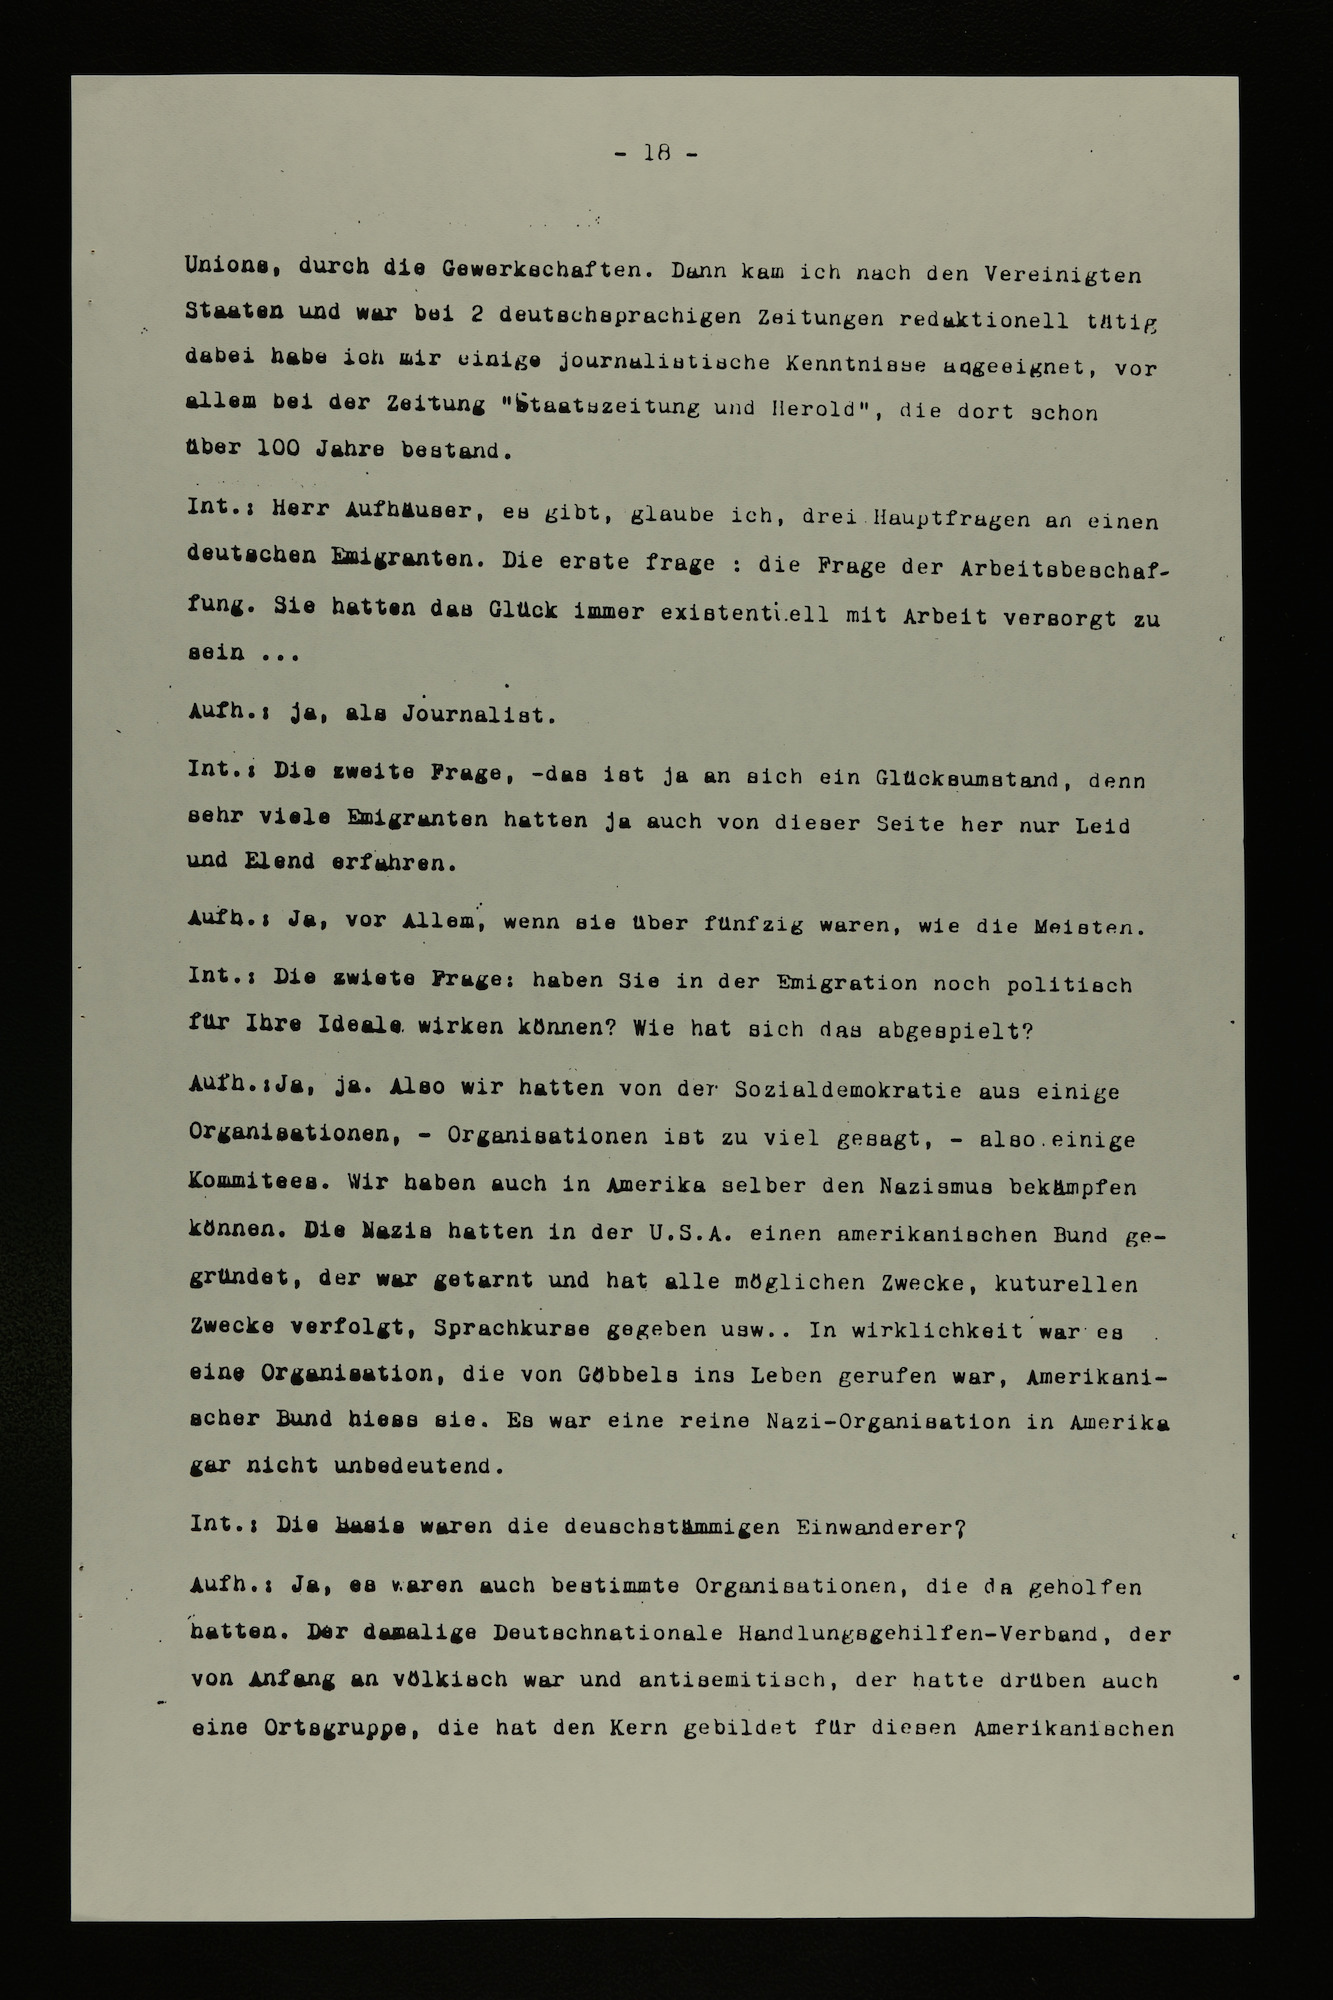 - 18 -
Unions, durch die Gewerkschaften. Dann kam ich nach den Vereinigten
Staaten und war bei 2 deutschsprachigen Zeitungen redaktionell tätig
dabei habe ich mir einige journalistische Kenntnisse angeeignet, vor
allem bei der Zeitung "Staatszeitung und Herold", die dort schon
über 100 Jahre bestand.
Int.: Herr Aufhäuser, es gibt, glaube ich, drei Hauptfragen an einen
deutschen Emigranten. Die erste frage : die Frage der Arbeitsbeschaf-
fung. Sie hatten das Glück immer existentiell mit Arbeit versorgt zu
sein ...
Aufh.: ja, als Journalist.
Int.: Die zweite Frage, -das ist ja an sich ein Glücksumstand, denn
sehr viele Emigranten hatten ja auch von dieser Seite her nur Leid
und Elend erfahren.
Aufh.: Ja, vor Allem, wenn sie über fünfzig waren, wie die Meisten.
Int.: Die zwiete Frage: haben Sie in der Emigration noch politisch
für Ihre Ideale wirken können? Wie hat sich das abgespielt?
Aufh.:Ja, ja. Also wir hatten von der Sozialdemokratie aus einige
Organisationen, - Organisationen ist zu viel gesagt, - also einige
Kommitees. Wir haben auch in Amerika selber den Nazismus bekämpfen
können. Die Nazis hatten in der U.S.A. einen amerikanischen Bund ge-
gründet, der war getarnt und hat alle möglichen Zwecke, kuturellen
Zwecke verfolgt, Sprachkurse gegeben usw.. In wirklichkeit war es
eine Organisation, die von Göbbels ins Leben gerufen war, Amerikani-
scher Bund hiess sie. Es war eine reine Nazi-Organisation in Amerika
gar nicht unbedeutend.
Int.: Die Basis waren die deuschstämmigen Einwanderer?
Aufh.: Ja, es waren auch bestimmte Organisationen, die da geholfen
hatten. Der damalige Deutschnationale Handlungsgehilfen-Verband, der
von Anfang an völkisch war und antisemitisch, der hatte drüben auch
eine Ortsgruppe, die hat den Kern gebildet für diesen Amerikanischen